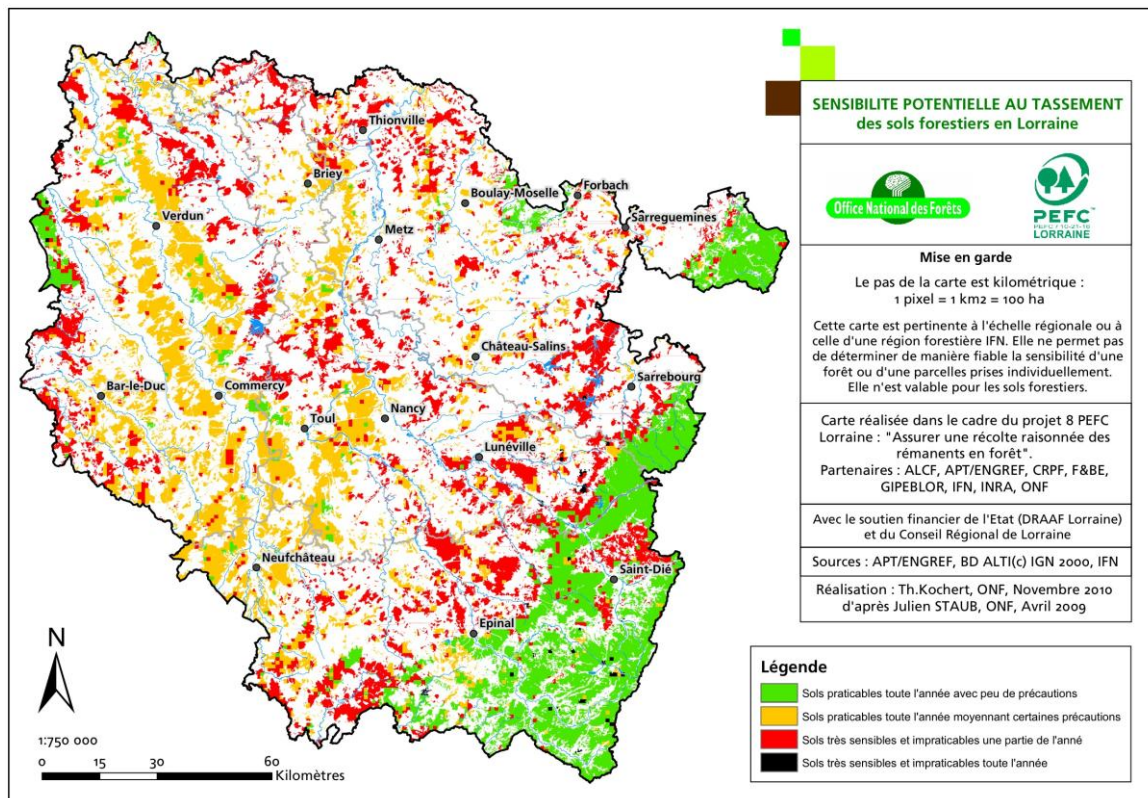 SENSIBILITE POTENTIELLE AU TASSEMENT
des sols forestiers en Lorraine
Office National des Forêts
PEFC™
PEFC / 10-21-16
LORRAINE
Mise en garde
Le pas de la carte est kilométrique :
1 pixel = 1 km2 = 100 ha
Cette carte est pertinente à l'échelle régionale ou à
celle d'une région forestière IFN. Elle ne permet pas
de déterminer de manière fiable la sensibilité d'une
forêt ou d'une parcelles prises individuellement.
Elle n'est valable pour les sols forestiers.
Carte réalisée dans le cadre du projet 8 PEFC
Lorraine : "Assurer une récolte raisonnée des
rémanents en forêt".
Partenaires : ALCF, APT/ENGREF, CRPF, F&BE,
GIPEBLOR, IFN, INRA, ONF
Avec le soutien financier de l'Etat (DRAAF Lorraine)
et du Conseil Régional de Lorraine
Sources : APT/ENGREF, BD ALTI(c) IGN 2000, IFN
Réalisation : Th.Kochert, ONF, Novembre 2010
d'après Julien STAUB, ONF, Avril 2009
Thionville
Briey
Boulay-Moselle
Forbach
Sarreguemines
Verdun
Metz
Château-Salins
Sarrebourg
Bar-le-Duc
Commercy
Toul
Nancy
Lunéville
Neufchâteau
Saint-Dié
Epinal
N
1:750 000
0 15 30 60
Kilomètres
Légende
Sols praticables toute l'année avec peu de précautions
Sols praticables toute l'année moyennant certaines précautions
Sols très sensibles et impraticables une partie de l'anné
Sols très sensibles et impraticables toute l'année